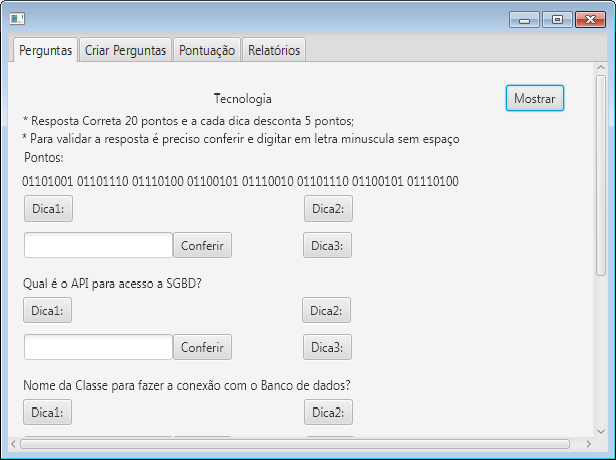 Perguntas Criar Perguntas Pontuação Relatórios
Tecnologia Mostrar
* Resposta Correta 20 pontos e a cada dica desconta 5 pontos;
* Para validar a resposta é preciso conferir e digitar em letra minuscula sem espaço
Pontos:
01101001 01101110 01110100 01100101 01110010 01101110 01100101 01110100
Dica1: Dica2:
Conferir Dica3:
Qual é o API para acesso a SGBD?
Dica1: Dica2:
Conferir Dica3:
Nome da Classe para fazer a conexão com o Banco de dados?
Dica1: Dica2: